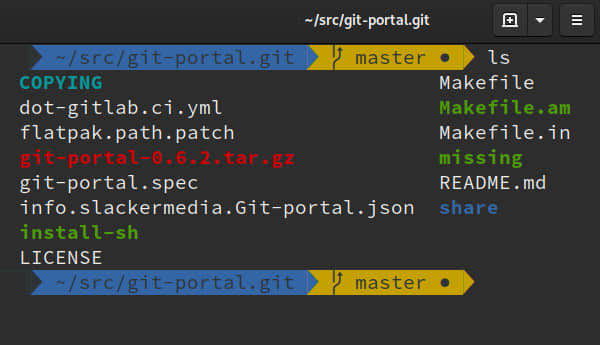 ~/src/git-portal.git
~/src/git-portal.git master ● ls
COPYING Makefile
dot-gitlab.ci.yml Makefile.am
flatpak.path.patch Makefile.in
git-portal-0.6.2.tar.gz missing
git-portal.spec README.md
info.slackermedia.Git-portal.json share
install-sh
LICENSE
~/src/git-portal.git master ●